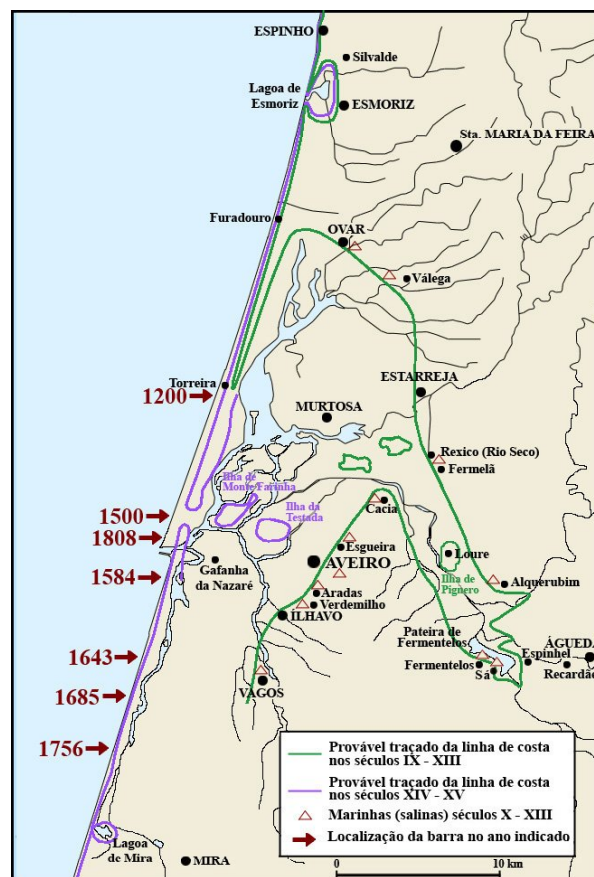 ESPINHO
Silvalde
Lagoa de
Esmoriz
ESMORIZ
Sta. MARIA DA FEIRA
Furadouro
OVAR
Válega
Torreira
1200
ESTARREJA
MURTOSA
Rexico (Rio Seco)
Fermelã
Ilha de
Monte Farinha
Ilha da
Testada
Cacia
1500
1808
1584
Esgueira
Loure
AVEIRO
Ilha de
Pignero
Alquerubim
Gafanha
da Nazaré
Aradas
Verdemilho
ILHAVO
Pateira de
Fermentelos
ÁGUEDA
Espinhel
Fermentelos
Recardão
Sá
1643
1685
VAGOS
1756
Provável traçado da linha de costa
nos séculos IX - XIII
Provável traçado da linha de costa
nos séculos XIV - XV
Marinhas (salinas) séculos X - XIII
Localização da barra no ano indicado
Lagoa
de Mira
MIRA
0
10 km